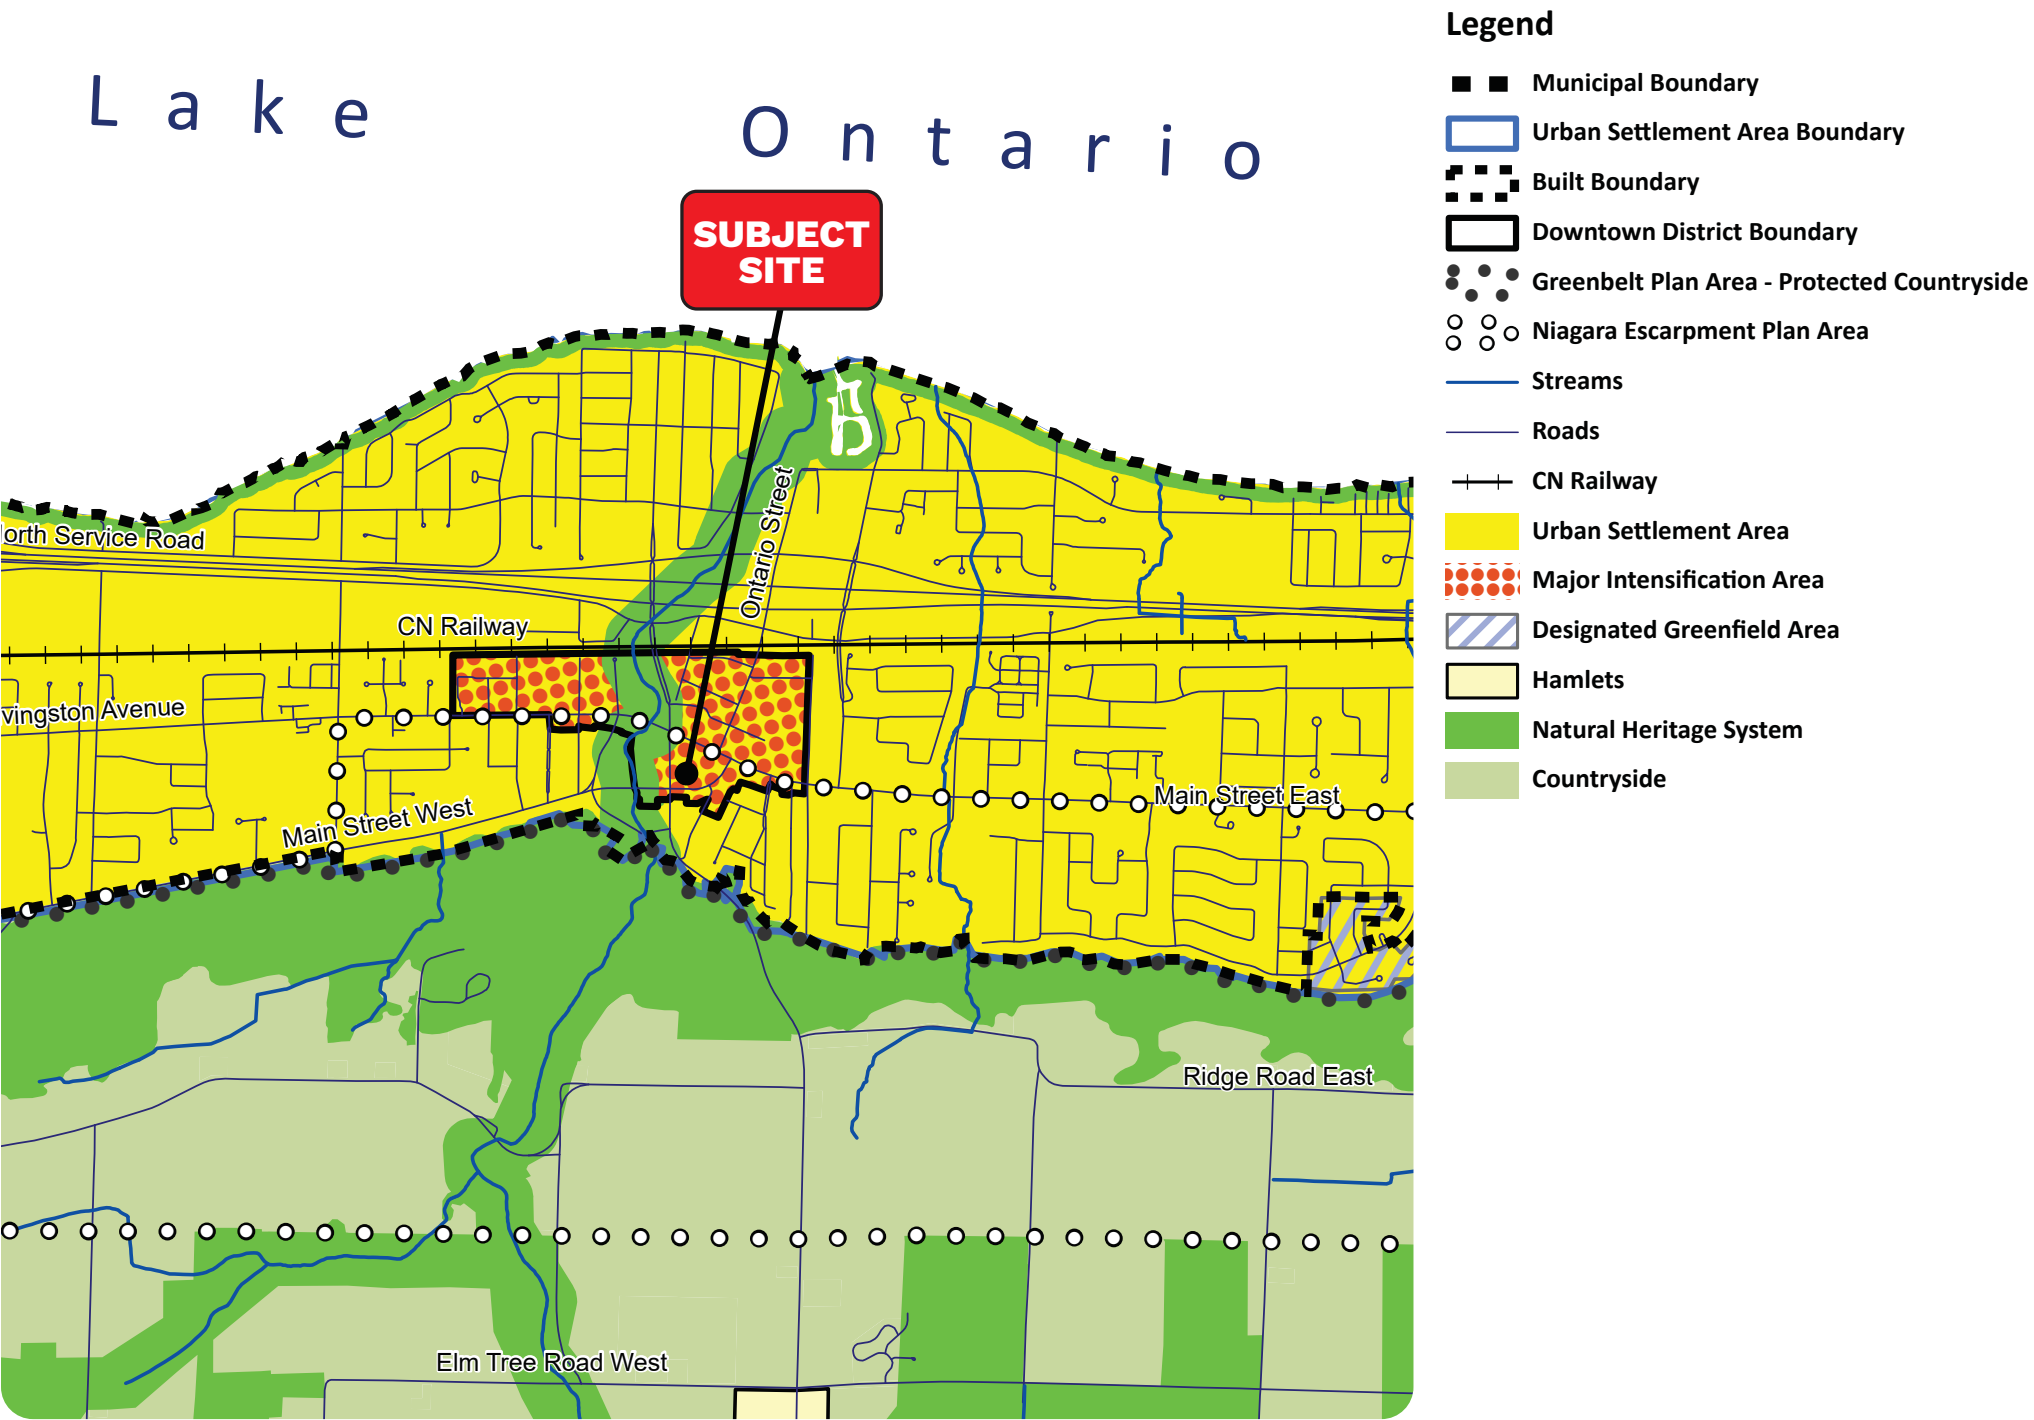 Lake Ontario
SUBJECT
SITE
North Service Road
Ontario Street
CN Railway
vingston Avenue
Main Street West
Main Street East
Ridge Road East
Elm Tree Road West
Legend
Municipal Boundary
Urban Settlement Area Boundary
Built Boundary
Downtown District Boundary
Greenbelt Plan Area - Protected Countryside
Niagara Escarpment Plan Area
Streams
Roads
CN Railway
Urban Settlement Area
Major Intensification Area
Designated Greenfield Area
Hamlets
Natural Heritage System
Countryside